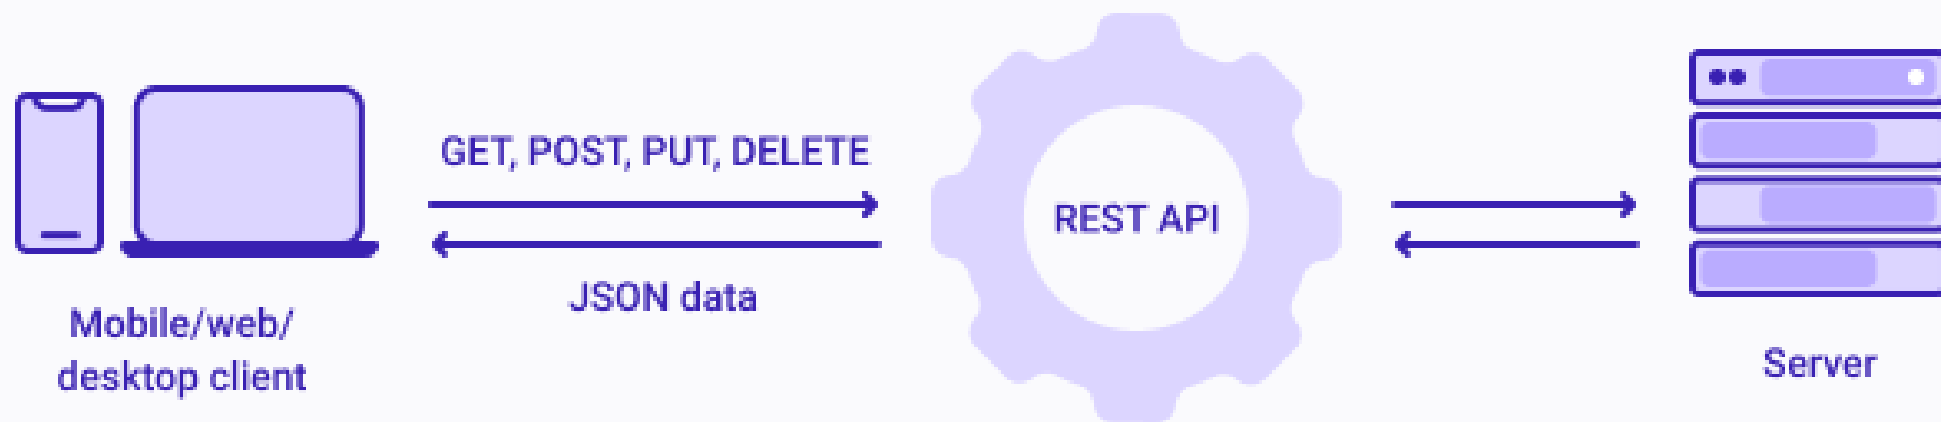 GET, POST, PUT, DELETE
REST API
JSON data
Mobile/web/
desktop client
Server